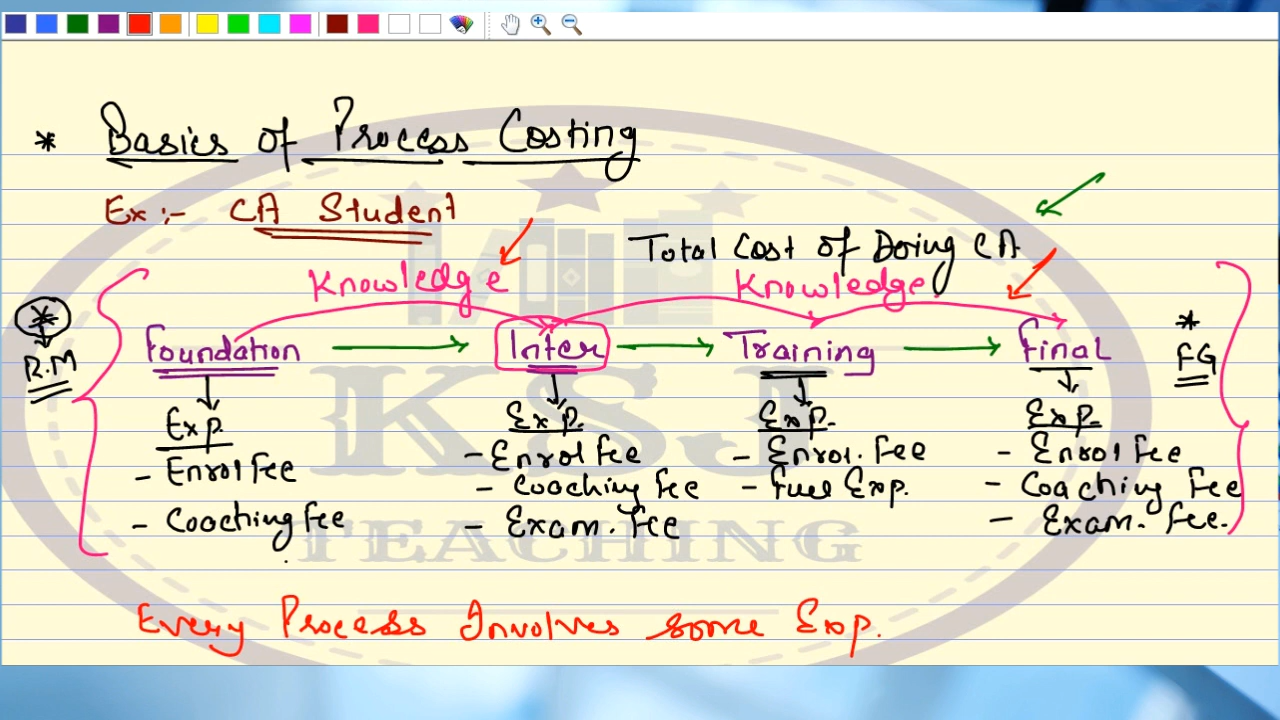 * Basics of Process Costing
Ex :- CA Student
Total Cost of Doing CA
Knowledge Knowledge
* R.M
Foundation → Inter → Training → Final
* FG
Exp. Exp. Exp. Exp.
- Enrol Fee - Enrol Fee - Enrol. Fee - Enrol Fee
- Coaching Fee - Coaching Fee - Fuel Exp. - Coaching Fee
- Exam. Fee - Exam. Fee.
KSJ
TEACHING
Every Process Involves some Exp.